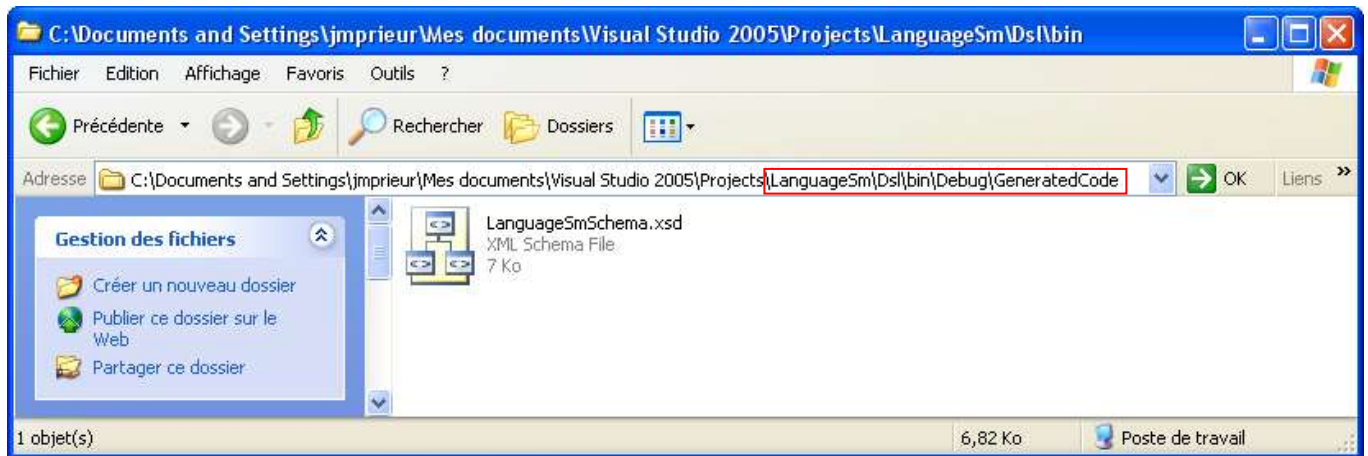 C:\Documents and Settings\jmprieur\Mes documents\Visual Studio 2005\Projects\LanguageSm\Dsl\bin
Fichier Edition Affichage Favoris Outils ?
Précédente Rechercher Dossiers
Adresse C:\Documents and Settings\jmprieur\Mes documents\Visual Studio 2005\Projects\LanguageSm\Dsl\bin\Debug\GeneratedCode OK Liens »
Gestion des fichiers
Créer un nouveau dossier
Publier ce dossier sur le
Web
Partager ce dossier
LanguageSmSchema.xsd
XML Schema File
7 Ko
1 objet(s) 6,82 Ko Poste de travail